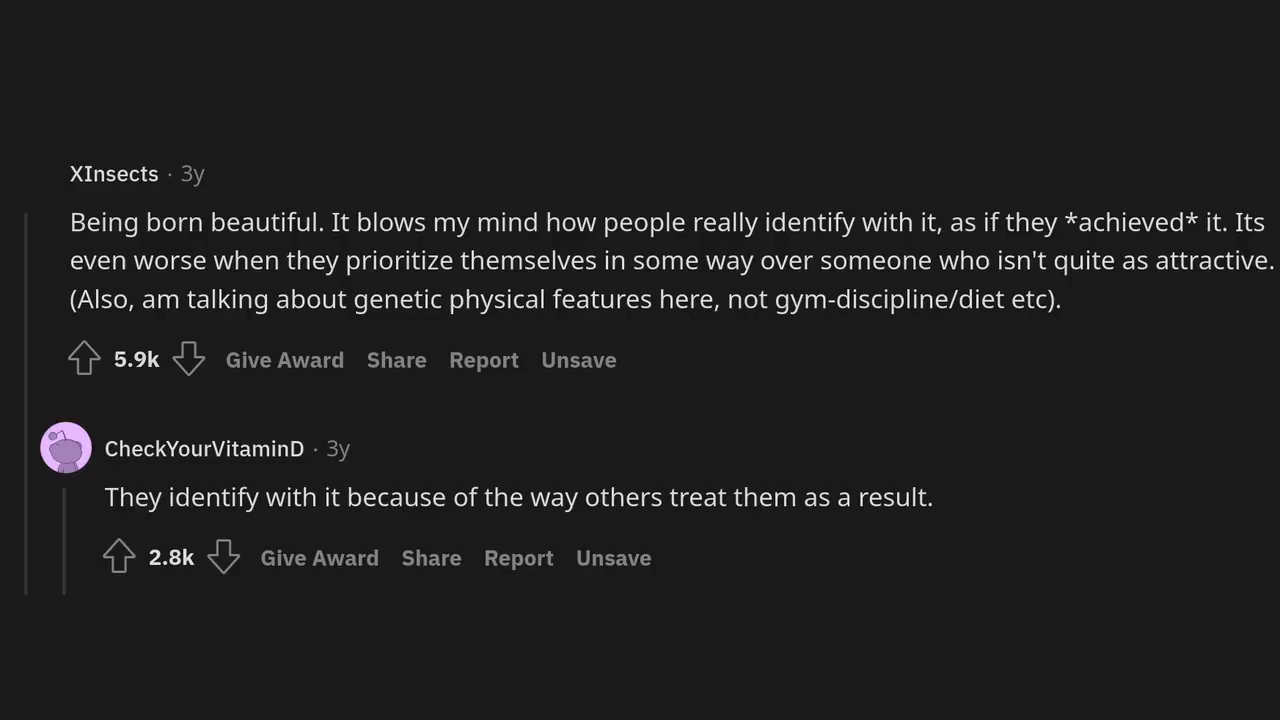 XInsects · 3y
Being born beautiful. It blows my mind how people really identify with it, as if they *achieved* it. Its
even worse when they prioritize themselves in some way over someone who isn't quite as attractive.
(Also, am talking about genetic physical features here, not gym-discipline/diet etc).
5.9k Give Award Share Report Unsave
CheckYourVitaminD · 3y
They identify with it because of the way others treat them as a result.
2.8k Give Award Share Report Unsave